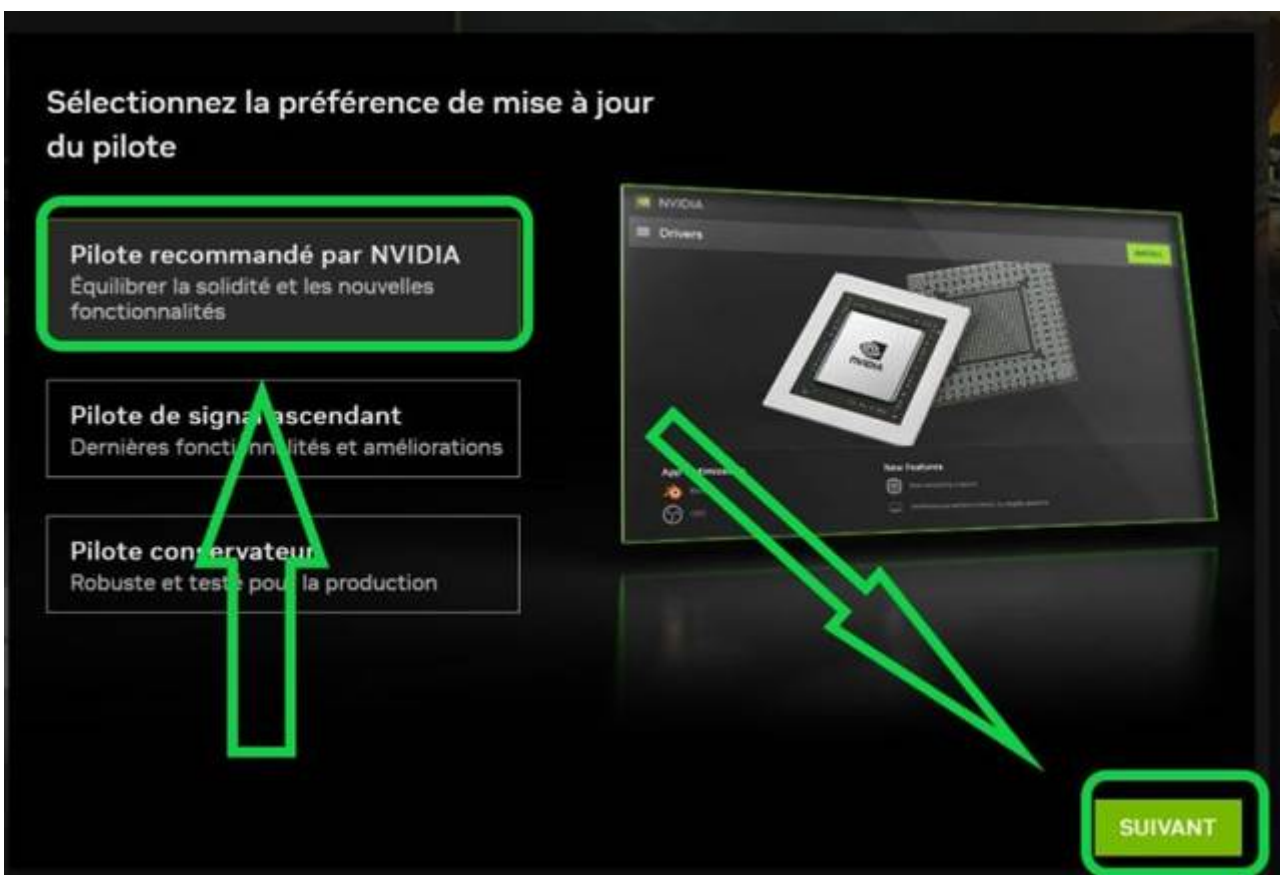 Sélectionnez la préférence de mise à jour
du pilote
Pilote recommandé par NVIDIA
Équilibrer la solidité et les nouvelles
fonctionnalités
Pilote de signal ascendant
Dernières fonctionnalités et améliorations
Pilote conservateur
Robuste et testé pour la production
NVIDIA
Drivers
NVIDIA
New Features
SUIVANT